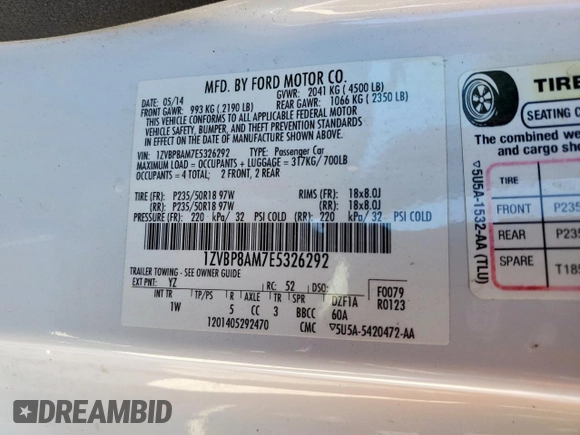 MFD. BY FORD MOTOR CO.
DATE: 05/14 GVWR: 2041 KG ( 4500 LB)
FRONT GAWR: 993 KG ( 2190 LB) REAR GAWR: 1066 KG ( 2350 LB)
THIS VEHICLE CONFORMS TO ALL APPLICABLE FEDERAL MOTOR
VEHICLE SAFETY, BUMPER, AND THEFT PREVENTION STANDARDS
IN EFFECT ON THE DATE OF MANUFACTURE SHOWN ABOVE.
VIN: 1ZVBP8AM7E5326292 TYPE: Passenger Car
MAXIMUM LOAD = OCCUPANTS + LUGGAGE = 317KG/700LB
OCCUPANTS = 4 TOTAL: 2 FRONT, 2 REAR
TIRE (FR): P235/50R18 97W RIMS (FR): 18x8.0J
(RR): P235/50R18 97W (RR): 18x8.0J
PRESSURE (FR): 220 kPa/ 32 PSI COLD (RR): 220 kPa/ 32 PSI COLD
1ZVBP8AM7E5326292
TRAILER TOWING - SEE OWNER GUIDE
EXT PNT: YZ RC: 52 DSO: F0079
INT TR TP/PS R AXLE TR SPR DZF1A R0123
1W 5 CC 3 BBCC 60A
1201405292470 CMC ▽5U5A-5420472-AA
▽5U5A-1532-AA (TLU)
TIRE
SEATING C
The combined we
and cargo sho
TIRE
FRONT P235
REAR P235
SPARE T185
DREAMBID